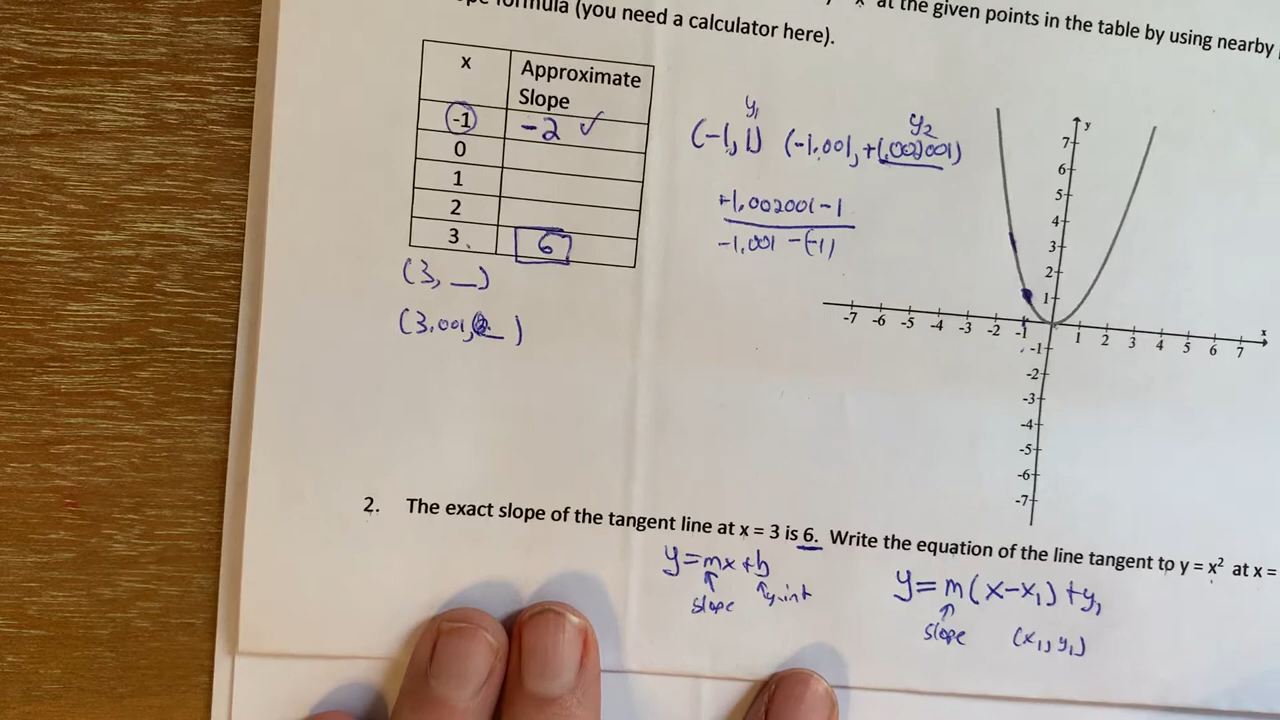 at the given points in the table by using nearby
formula (you need a calculator here).
x Approximate Slope
-1 -2 ✓
0
1
2
3 6
(3, _)
(3.001, _)
y₁ y₂
(-1, 1) (-1.001, +1.002001)
+1.002001 - 1
-1.001 - (-1)
y
7
6
5
4
3
2
1
-7 -6 -5 -4 -3 -2 -1 1 2 3 4 5 6 7 x
-1
-2
-3
-4
-5
-6
-7
2. The exact slope of the tangent line at x = 3 is 6. Write the equation of the line tangent to y = x² at x =
y = mx + b
slope y-int
y = m(x - x₁) + y₁
slope (x₁, y₁)